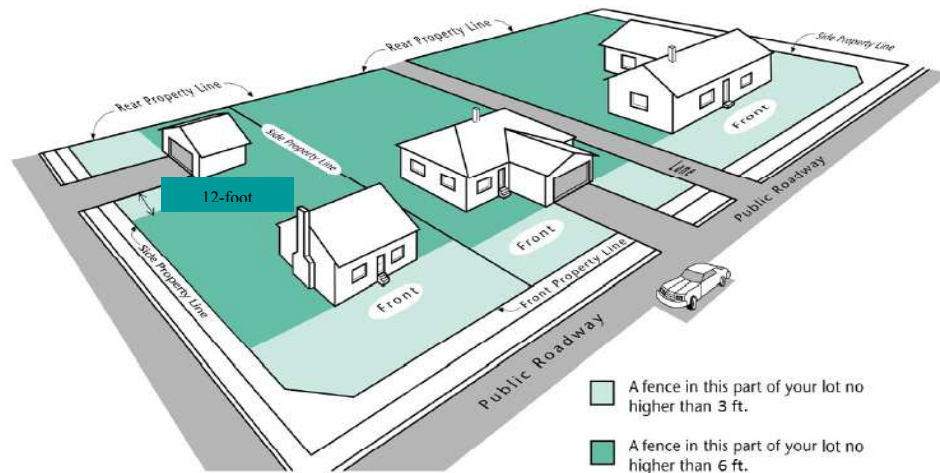 Rear Property Line
Rear Property Line
Side Property Line
Side Property Line
Front
Lane
Public Roadway
12-foot
Side Property Line
Front
Front
Front Property Line
Public Roadway
A fence in this part of your lot no
higher than 3 ft.
A fence in this part of your lot no
higher than 6 ft.